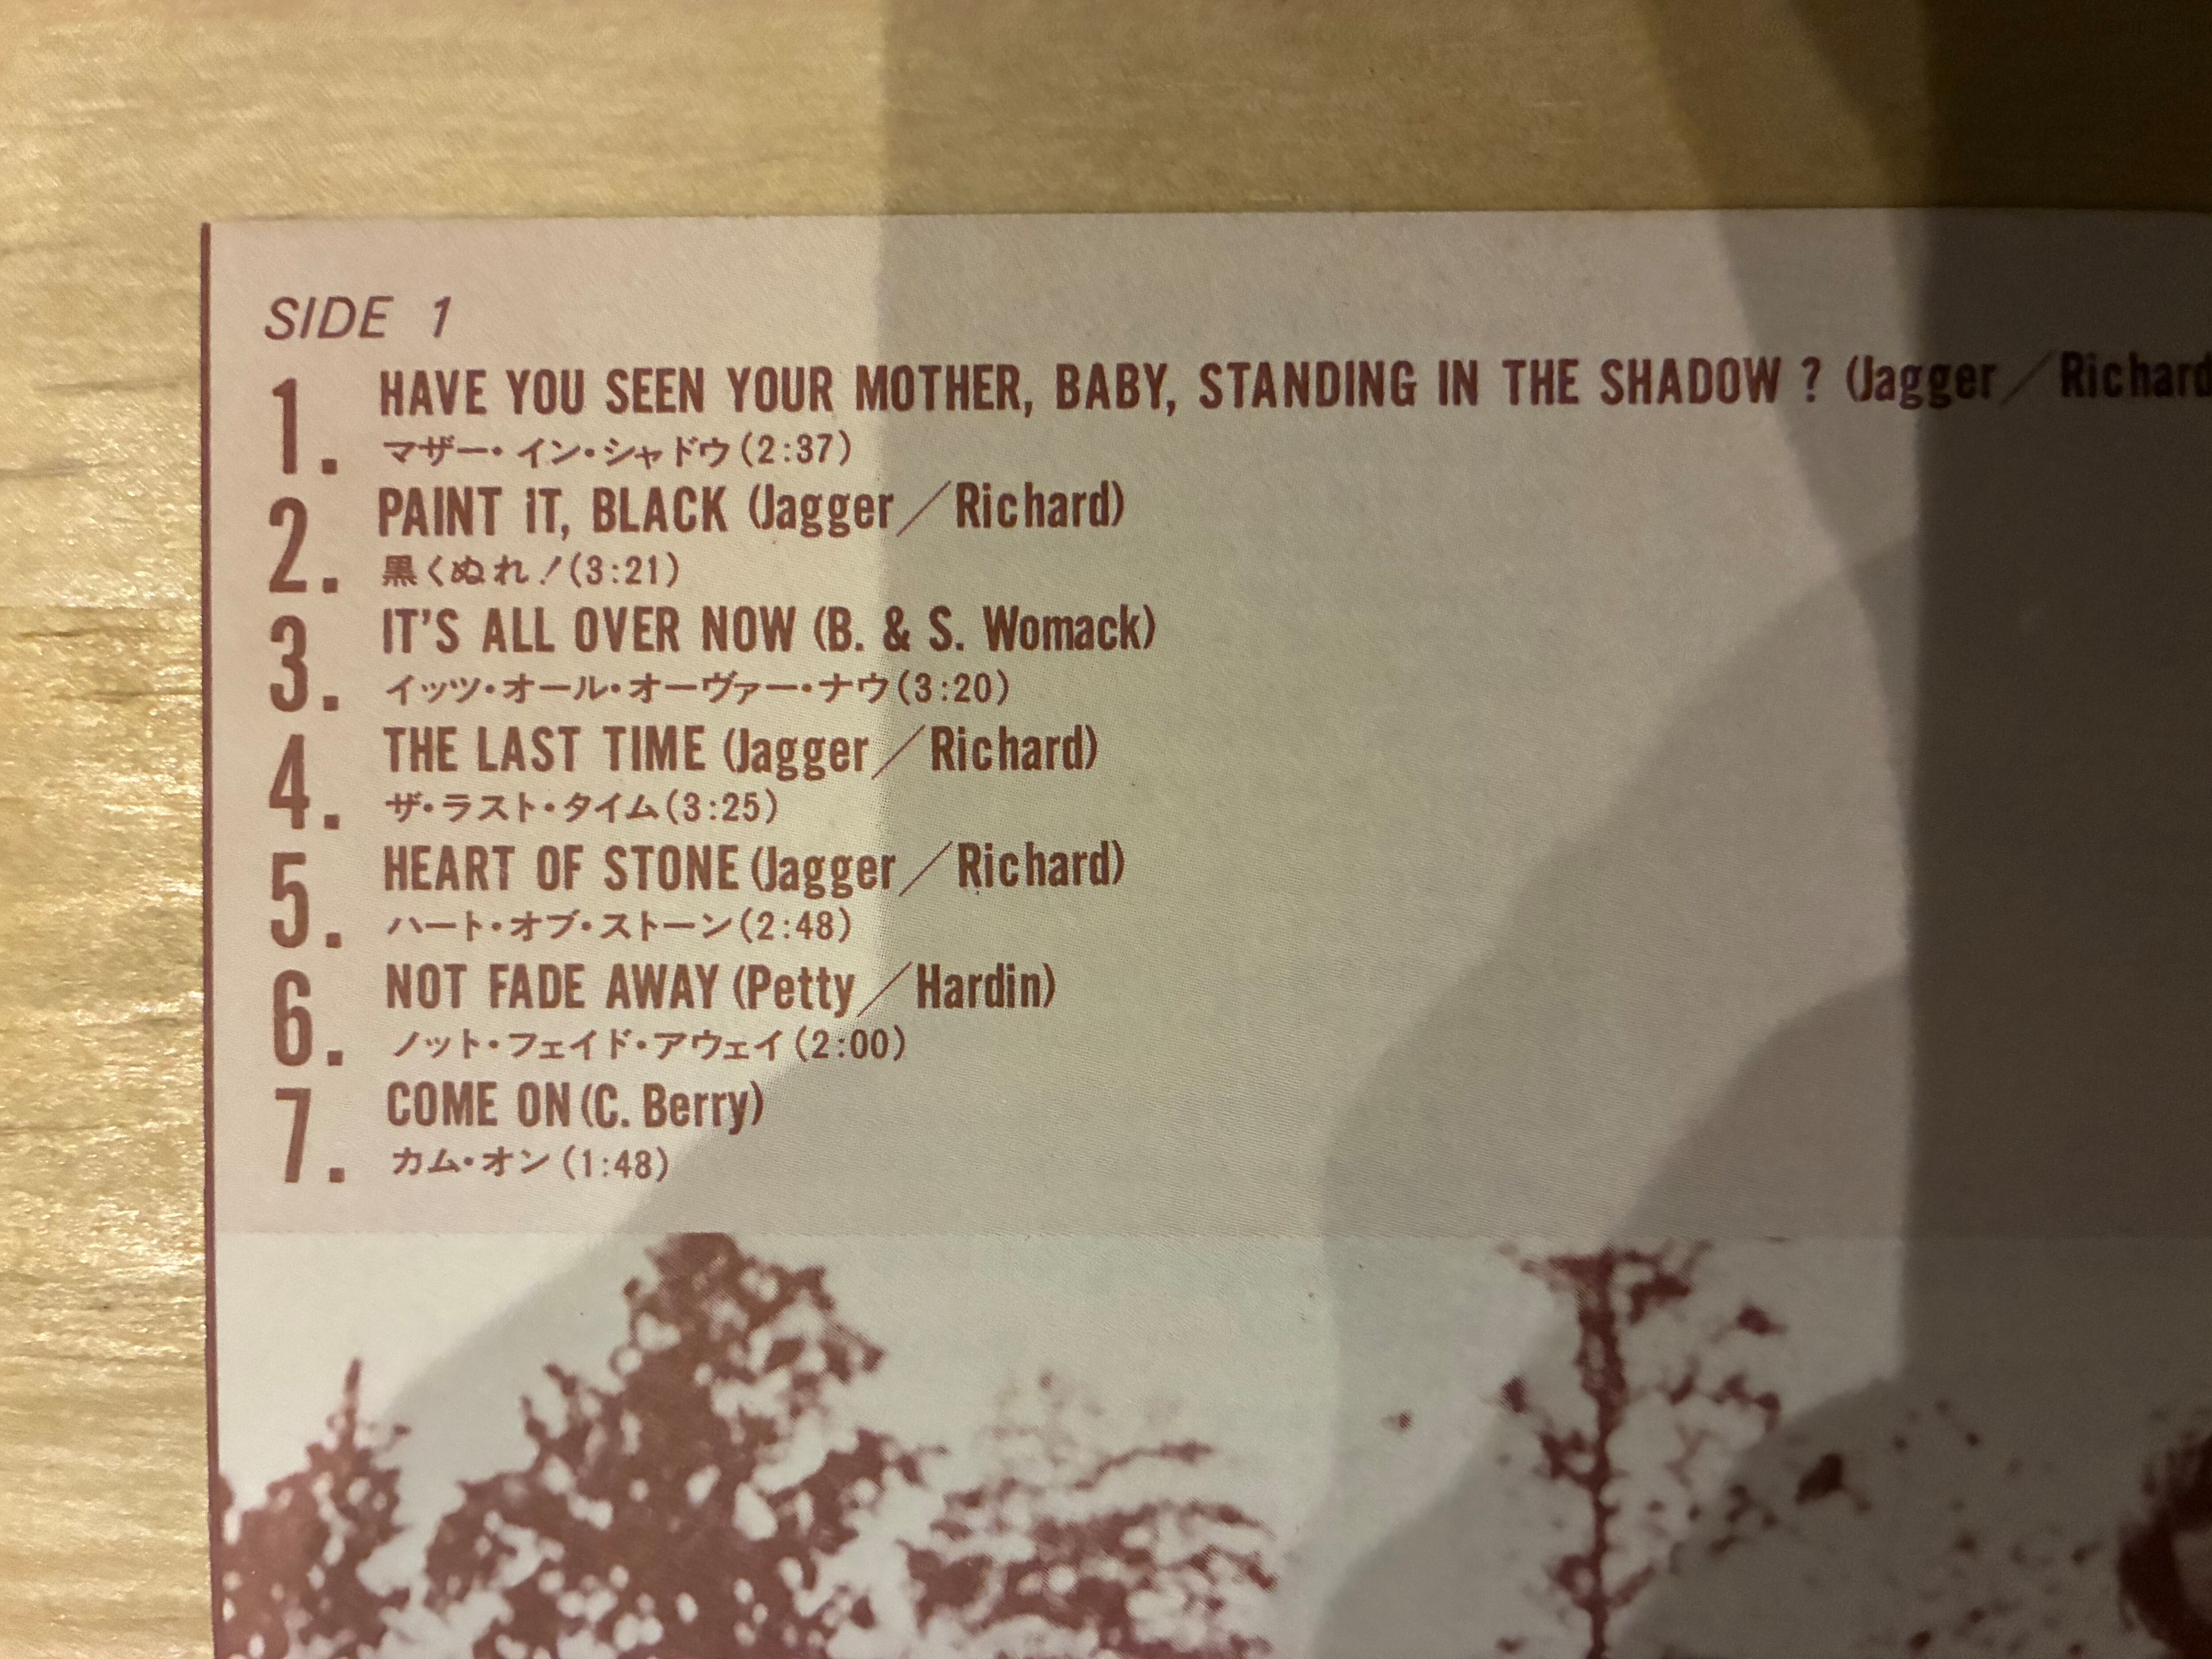 SIDE 1
1. HAVE YOU SEEN YOUR MOTHER, BABY, STANDING IN THE SHADOW ? (Jagger／Richard
マザー・イン・シャドウ(2:37)
2. PAINT IT, BLACK (Jagger／Richard)
黒くぬれ！(3:21)
3. IT'S ALL OVER NOW (B. & S. Womack)
イッツ・オール・オーヴァー・ナウ(3:20)
4. THE LAST TIME (Jagger／Richard)
ザ・ラスト・タイム(3:25)
5. HEART OF STONE (Jagger／Richard)
ハート・オブ・ストーン(2:48)
6. NOT FADE AWAY (Petty／Hardin)
ノット・フェイド・アウェイ(2:00)
7. COME ON (C. Berry)
カム・オン(1:48)